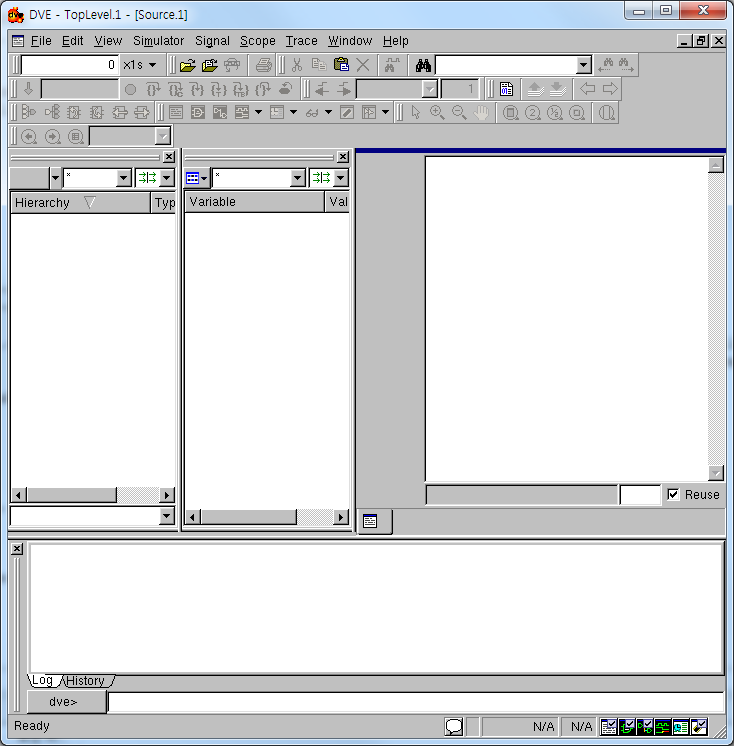 DVE - TopLevel.1 - [Source.1]
File Edit View Simulator Signal Scope Trace Window Help
0 x1s
1
* *
Hierarchy Typ Variable Val
Reuse
Log History
dve>
Ready N/A N/A